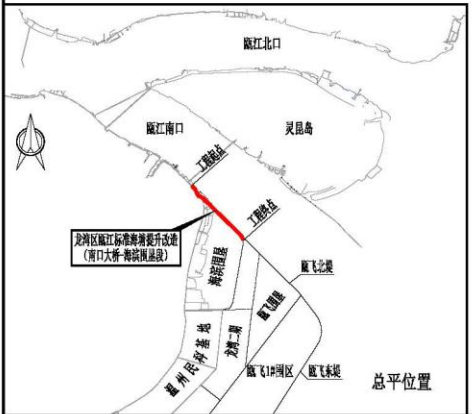 瓯江北口
瓯江南口
灵昆岛
工程起点
工程终点
龙湾区瓯江标准海塘提升改造
(南口大桥-海滨围垦段)
海滨围垦
瓯飞北堤
瓯飞围垦
龙湾二期
温州民科基地
瓯飞1#围区
瓯飞东堤
总平位置